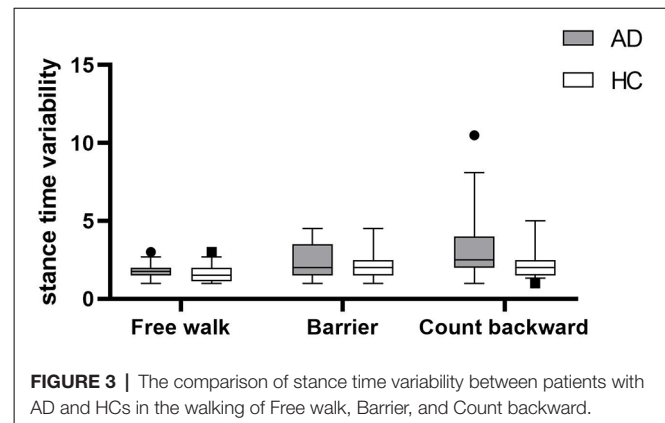 AD
HC
15
10
5
0
stance time variability
Free walk Barrier Count backward
FIGURE 3 | The comparison of stance time variability between patients with
AD and HCs in the walking of Free walk, Barrier, and Count backward.